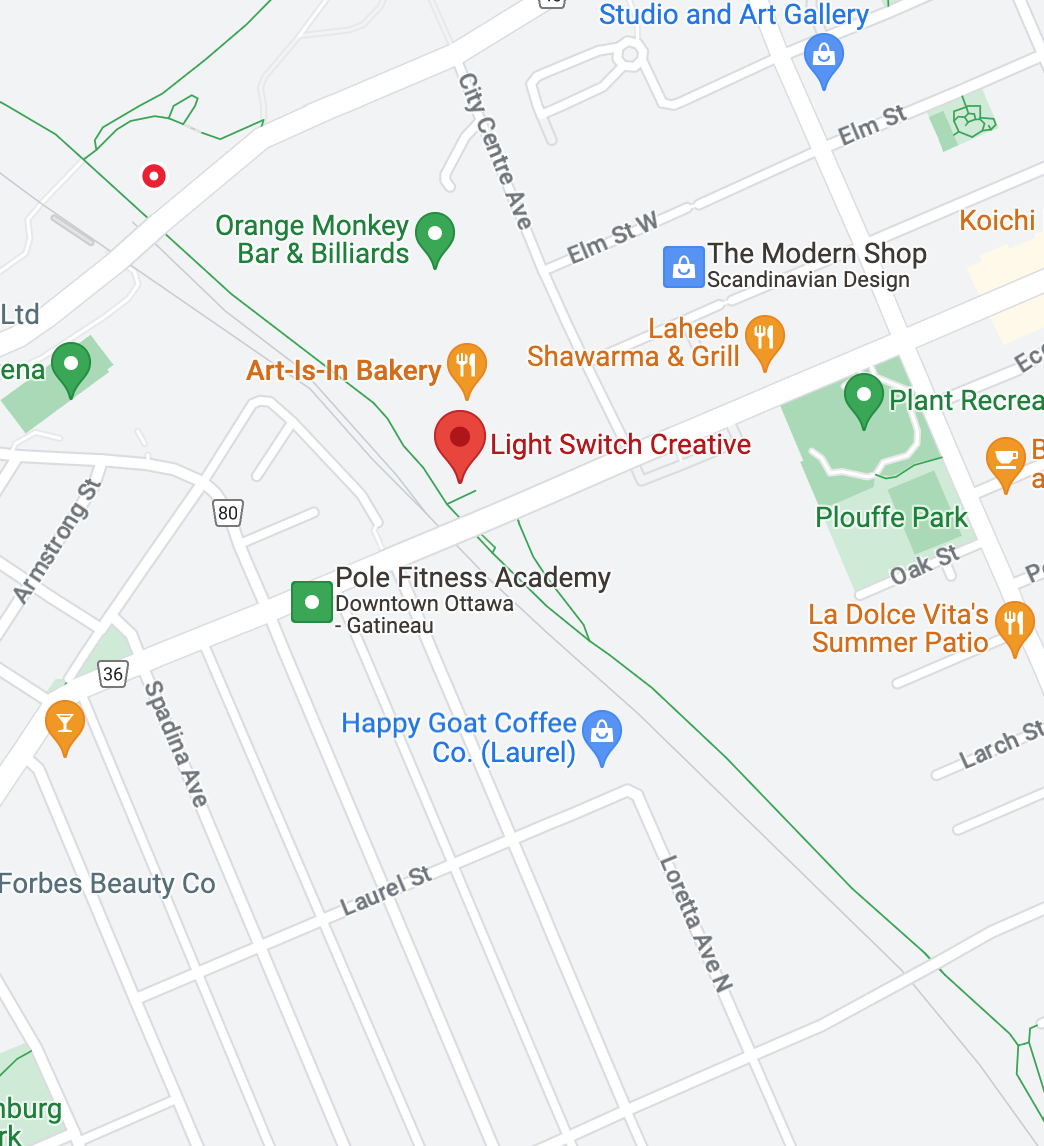 Studio and Art Gallery
City Centre Ave
Elm St
Orange Monkey
Bar & Billiards
Elm St W
Koichi
The Modern Shop
Scandinavian Design
Ltd
Laheeb
Shawarma & Grill
ena
Art-Is-In Bakery
Plant Recrea
Light Switch Creative
B
a
Armstrong St
80
Plouffe Park
Oak St
Pole Fitness Academy
Downtown Ottawa
- Gatineau
La Dolce Vita's
Summer Patio
36
Spadina Ave
Happy Goat Coffee
Co. (Laurel)
Larch St
Forbes Beauty Co
Laurel St
Loretta Ave N
nburg
rk